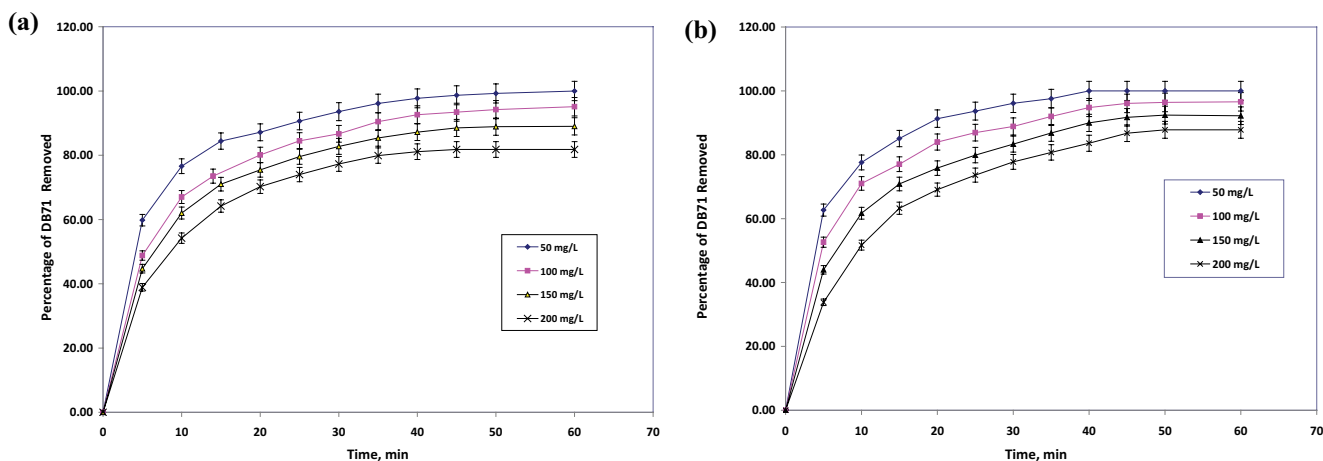 (a)
120.00
100.00
80.00
60.00
40.00
20.00
0.00
Percentage of DB71 Removed
0 10 20 30 40 50 60 70
Time, min
50 mg/L
100 mg/L
150 mg/L
200 mg/L
(b)
120.00
100.00
80.00
60.00
40.00
20.00
0.00
Percentage of DB71 Removed
0 10 20 30 40 50 60 70
Time, min
50 mg/L
100 mg/L
150 mg/L
200 mg/L